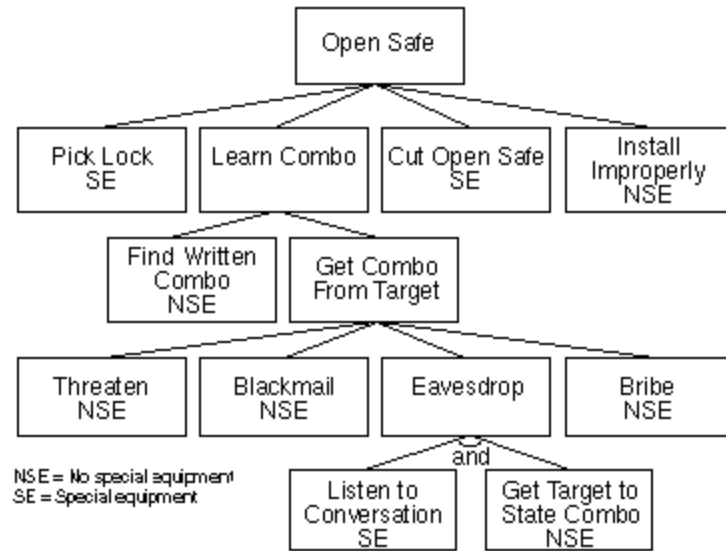 Open Safe
Pick Lock
SE
Learn Combo
Cut Open Safe
SE
Install
Improperly
NSE
Find Written
Combo
NSE
Get Combo
From Target
Threaten
NSE
Blackmail
NSE
Eavesdrop
Bribe
NSE
and
NSE = No special equipment
SE = Special equipment
Listen to
Conversation
SE
Get Target to
State Combo
NSE